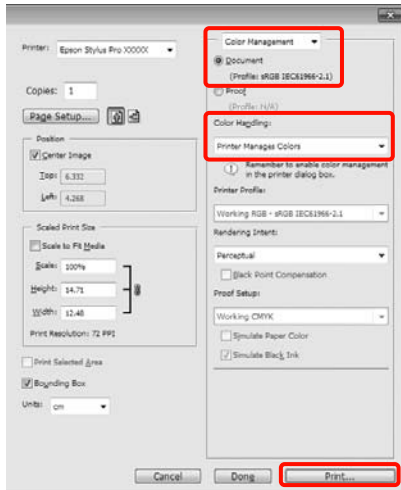 Printer: Epson Stylus Pro XXXXX
Copies: 1
Page Setup...
Position
Center Image
Top: 6.332
Left: 4.268
Scaled Print Size
Scale to Fit Media
Scale: 100%
Height: 14.71
Width: 12.48
Print Resolution: 72 PPI
Print Selected Area
Bounding Box
Units: cm
Color Management
Document
(Profile: sRGB IEC61966-2.1)
Proof
(Profile: N/A)
Color Handling:
Printer Manages Colors
Remember to enable color management
in the printer dialog box.
Printer Profile:
Working RGB - sRGB IEC61966-2.1
Rendering Intent:
Perceptual
Black Point Compensation
Proof Setup:
Working CMYK
Simulate Paper Color
Simulate Black Ink
Cancel
Done
Print...